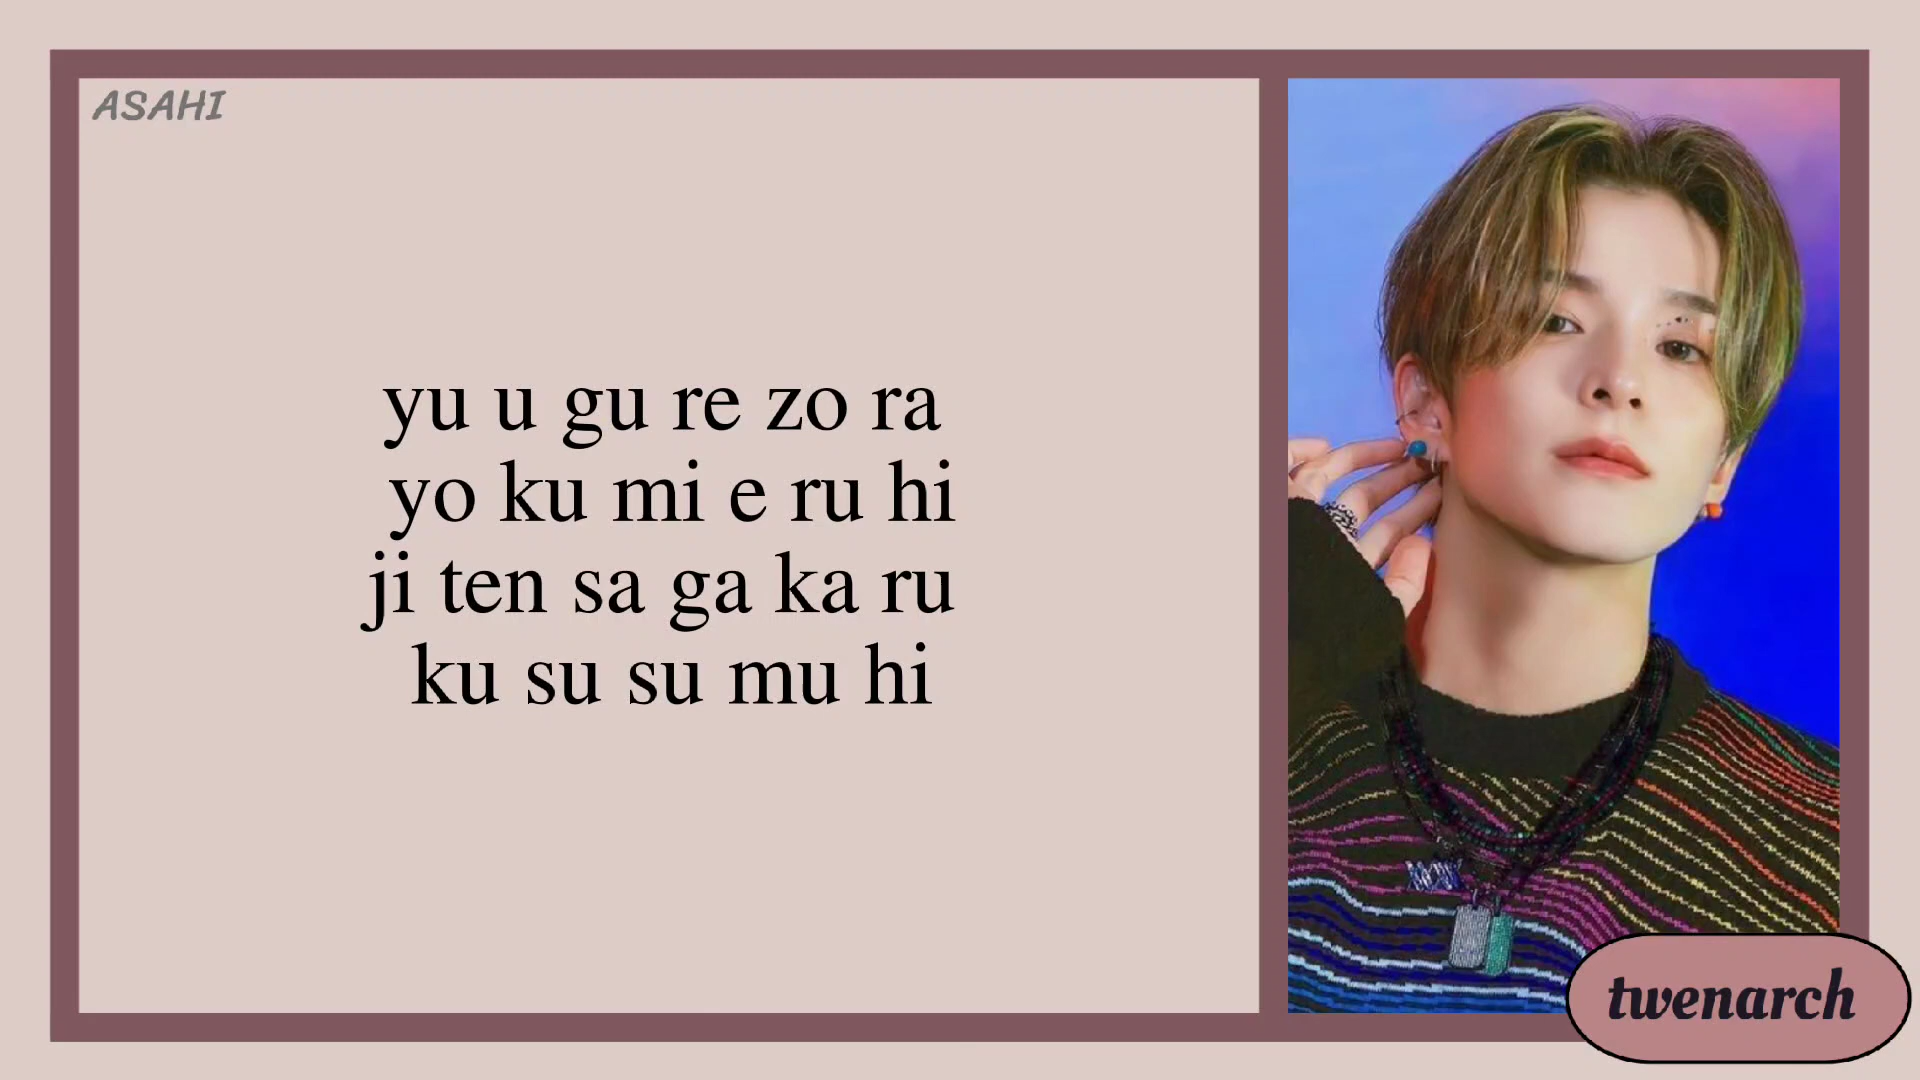 ASAHI
yu u gu re zo ra
yo ku mi e ru hi
ji ten sa ga ka ru
ku su su mu hi
twenarch